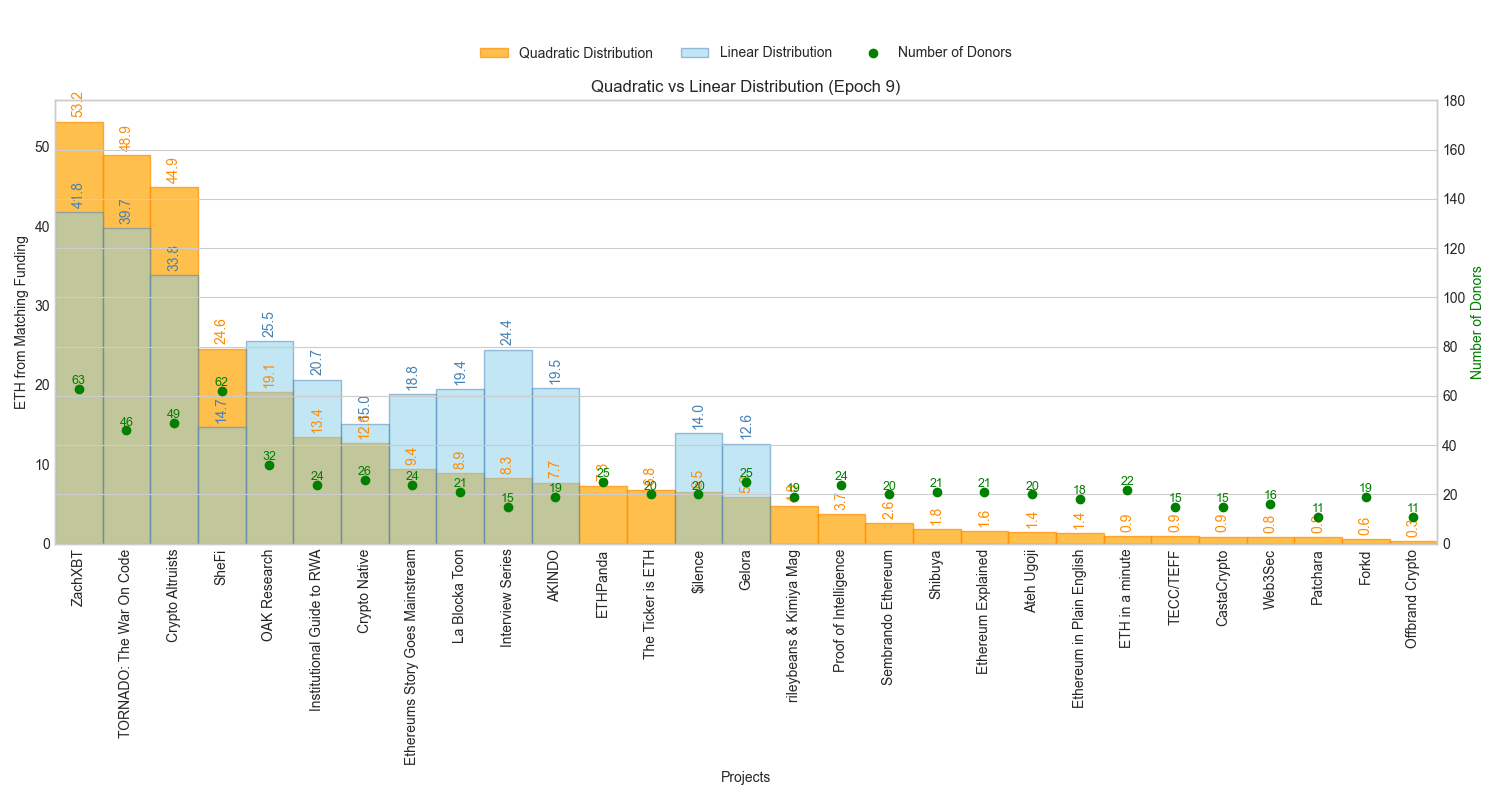 Quadratic Distribution
Linear Distribution
Number of Donors
Quadratic vs Linear Distribution (Epoch 9)
ETH from Matching Funding
50
40
30
20
10
0
180
160
140
120
100
80
60
40
20
0
Number of Donors
53.2
48.9
44.9
24.6
19.1
13.4
12.6
9.4
8.9
8.3
7.7
3.7
2.6
1.8
1.6
1.4
1.4
0.9
0.9
0.9
0.8
0.6
0.3
41.8
39.7
33.8
14.7
25.5
20.7
15.0
18.8
19.4
24.4
19.5
14.0
12.6
63
46
49
62
32
24
26
24
21
15
19
25
20
20
25
19
24
20
21
21
20
18
22
15
15
16
11
19
11
ZachXBT
TORNADO: The War On Code
Crypto Altruists
SheFi
OAK Research
Institutional Guide to RWA
Crypto Native
Ethereums Story Goes Mainstream
La Blocka Toon
Interview Series
AKINDO
ETHPanda
The Ticker is ETH
$ilence
Gelora
rileybeans & Kimiya Mag
Proof of Intelligence
Sembrando Ethereum
Shibuya
Ethereum Explained
Ateh Ugoji
Ethereum in Plain English
ETH in a minute
TECC/TEFF
CastaCrypto
Web3Sec
Patchara
Forkd
Offbrand Crypto
Projects